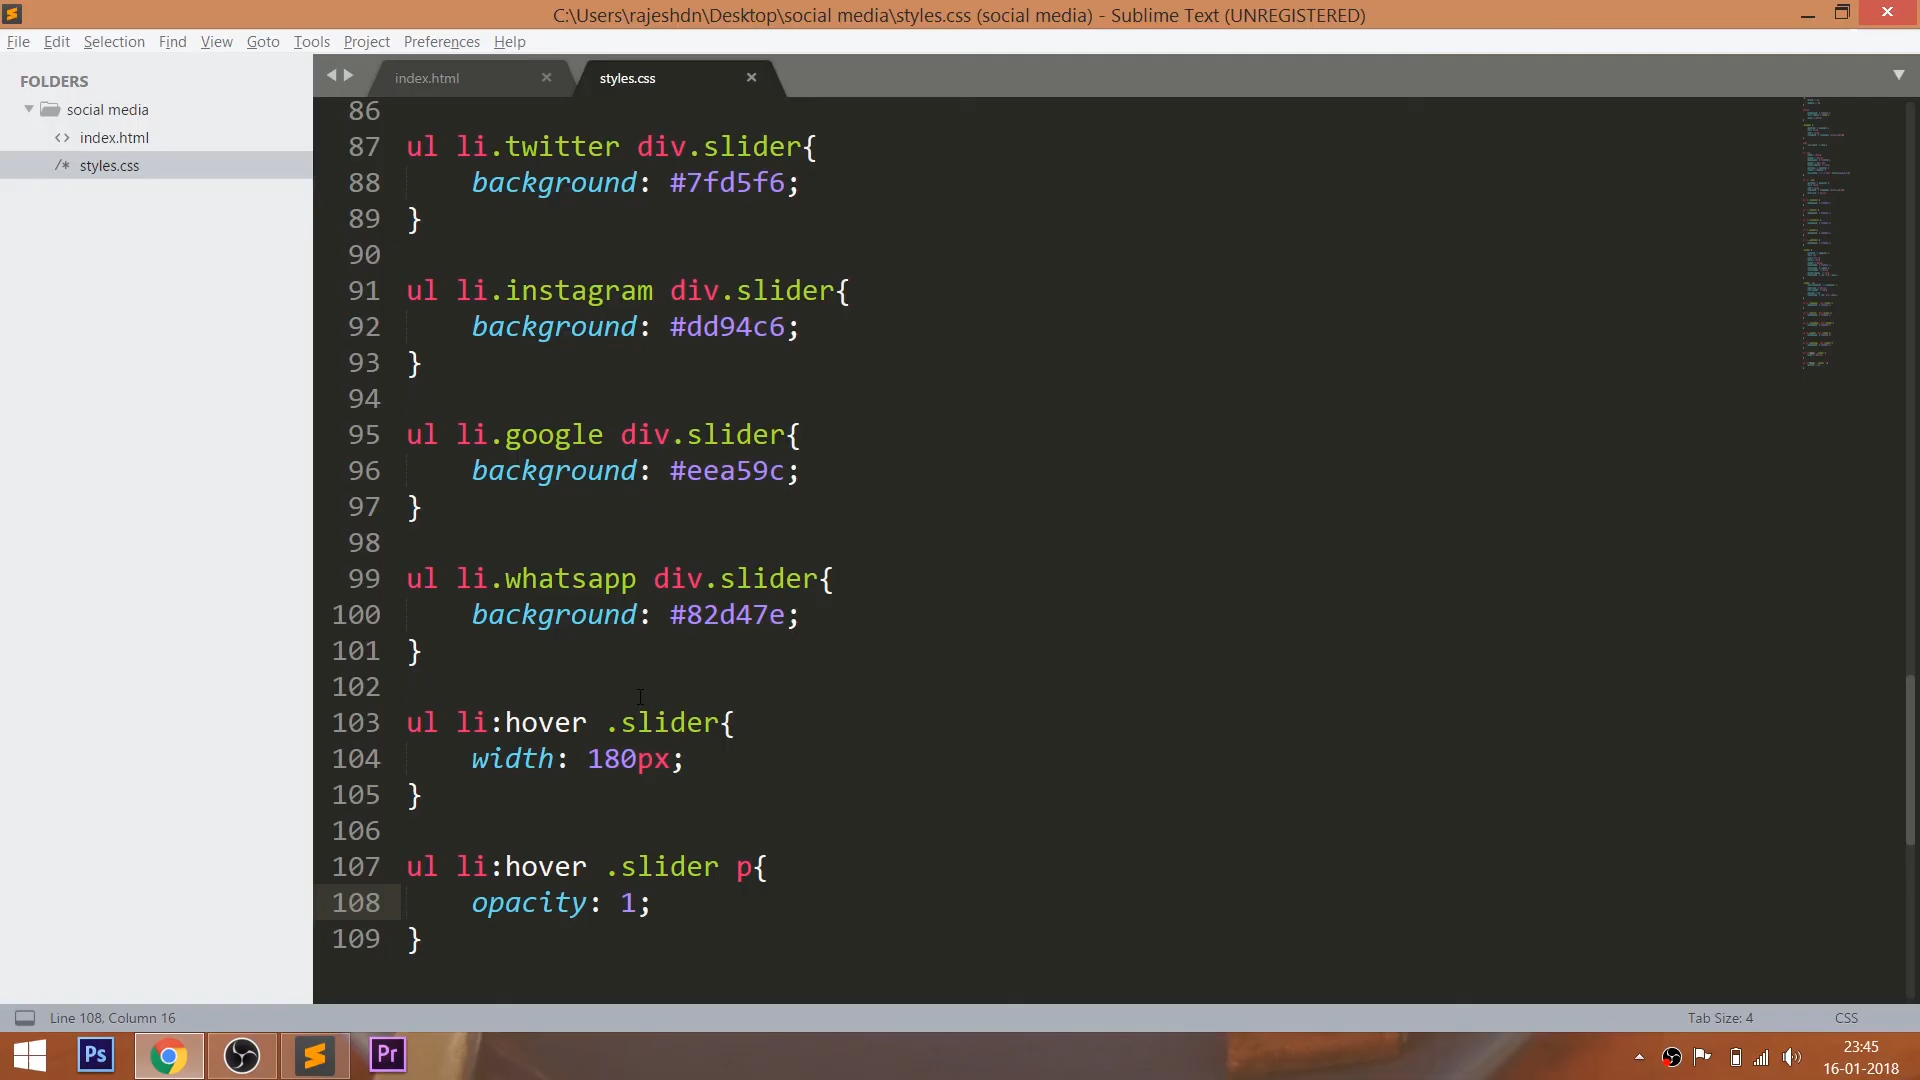 C:\Users\rajeshdn\Desktop\social media\styles.css (social media) - Sublime Text (UNREGISTERED)
File Edit Selection Find View Goto Tools Project Preferences Help
FOLDERS
social media
<> index.html
/* styles.css
index.html styles.css
86
87 ul li.twitter div.slider{
88 background: #7fd5f6;
89 }
90
91 ul li.instagram div.slider{
92 background: #dd94c6;
93 }
94
95 ul li.google div.slider{
96 background: #eea59c;
97 }
98
99 ul li.whatsapp div.slider{
100 background: #82d47e;
101 }
102
103 ul li:hover .slider{
104 width: 180px;
105 }
106
107 ul li:hover .slider p{
108 opacity: 1;
109 }
Line 108, Column 16 Tab Size: 4 CSS
Ps Pr
23:45
16-01-2018